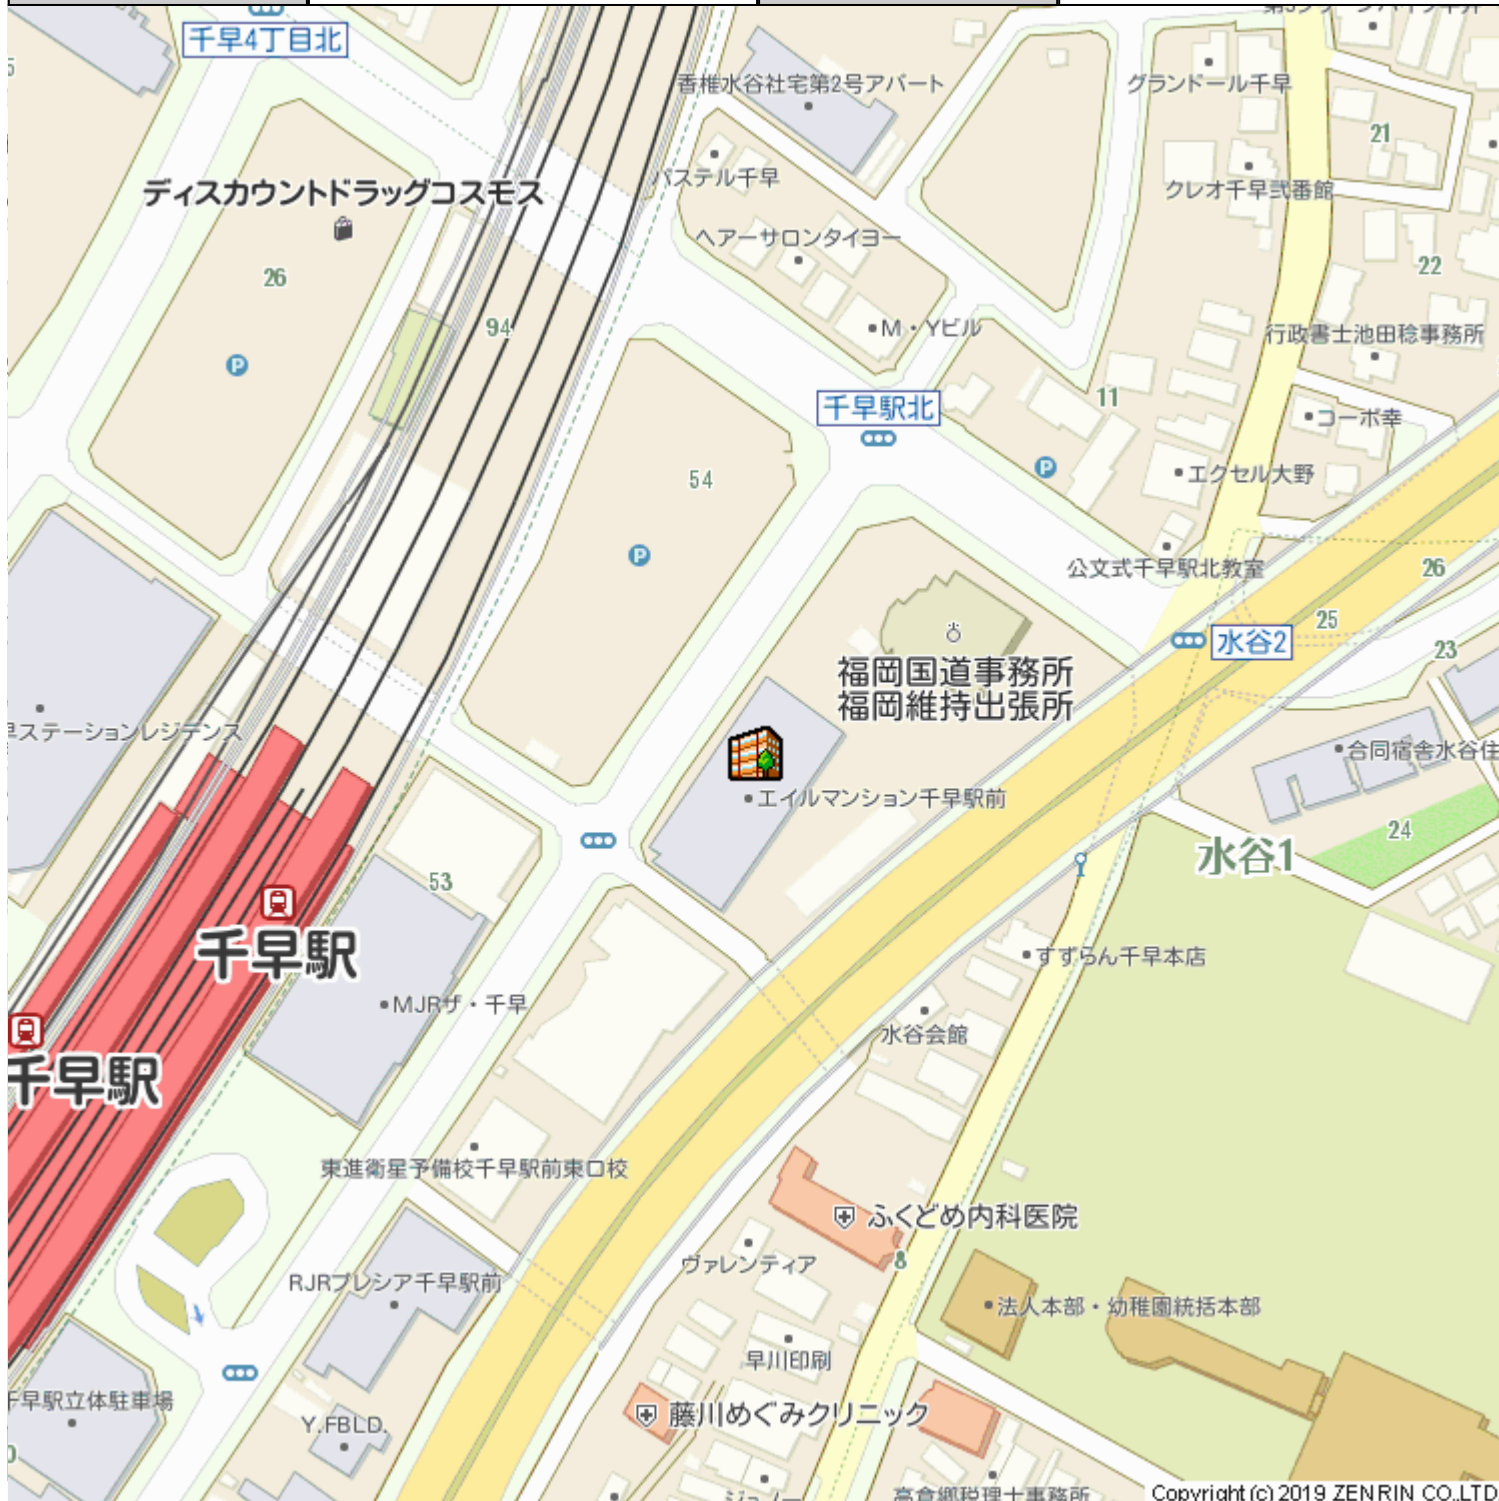 千早4丁目北
香椎水谷社宅第2号アパート
グランドール千早
21
パステル千早
ディスカウントドラッグコスモス
クレオ千早弐番館
ヘアーサロンタイヨー
26
22
94
M・Yビル
行政書士池田稔事務所
P
千早駅北
11
コーポ幸
54
P
エクセル大野
P
公文式千早駅北教室
26
25
水谷2
23
福岡国道事務所
福岡維持出張所
早ステーションレジデンス
合同宿舎水谷住
エイルマンション千早駅前
24
水谷1
53
千早駅
すずらん千早本店
MJRザ・千早
水谷会館
千早駅
東進衛星予備校千早駅前東口校
ふくどめ内科医院
8
ヴァレンティア
RJRプレシア千早駅前
法人本部・幼稚園統括本部
早川印刷
千早駅立体駐車場
藤川めぐみクリニック
Y.FBLD.
高倉郷税理士事務所
Copyright (c) 2019 ZENRIN CO.,LTD